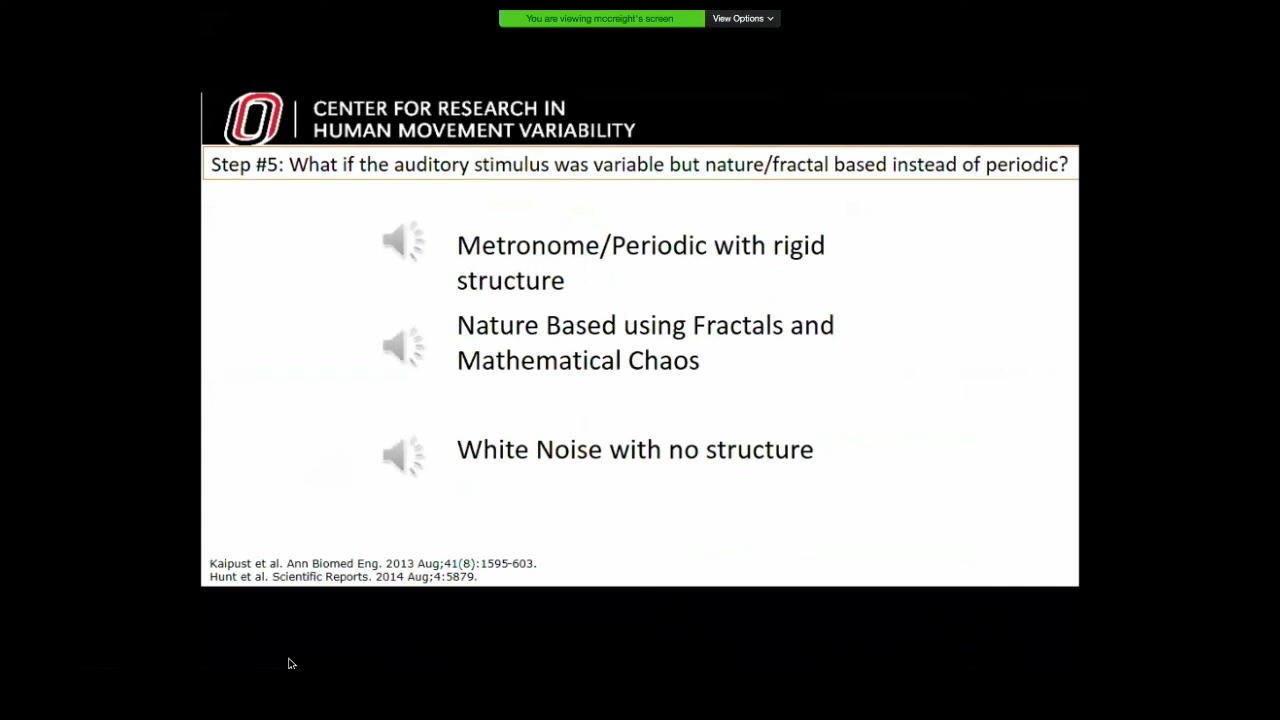 You are viewing mccreight's screen
View Options
CENTER FOR RESEARCH IN
HUMAN MOVEMENT VARIABILITY
Step #5: What if the auditory stimulus was variable but nature/fractal based instead of periodic?
Metronome/Periodic with rigid
structure
Nature Based using Fractals and
Mathematical Chaos
White Noise with no structure
Kaipust et al. Ann Biomed Eng. 2013 Aug;41(8):1595-603.
Hunt et al. Scientific Reports. 2014 Aug;4:5879.